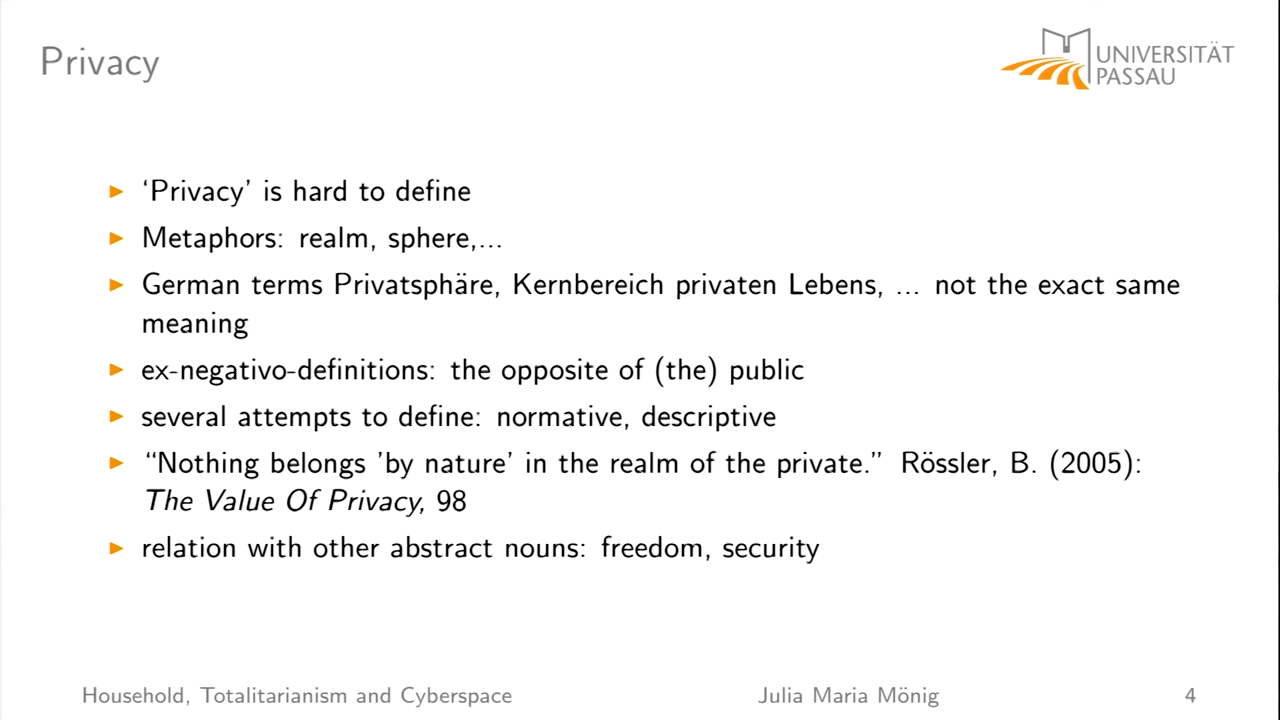 Privacy
UNIVERSITÄT
PASSAU
‘Privacy’ is hard to define
Metaphors: realm, sphere,...
German terms Privatsphäre, Kernbereich privaten Lebens, ... not the exact same
meaning
ex-negativo-definitions: the opposite of (the) public
several attempts to define: normative, descriptive
“Nothing belongs ’by nature’ in the realm of the private.” Rössler, B. (2005):
The Value Of Privacy, 98
relation with other abstract nouns: freedom, security
Household, Totalitarianism and Cyberspace
Julia Maria Mönig
4